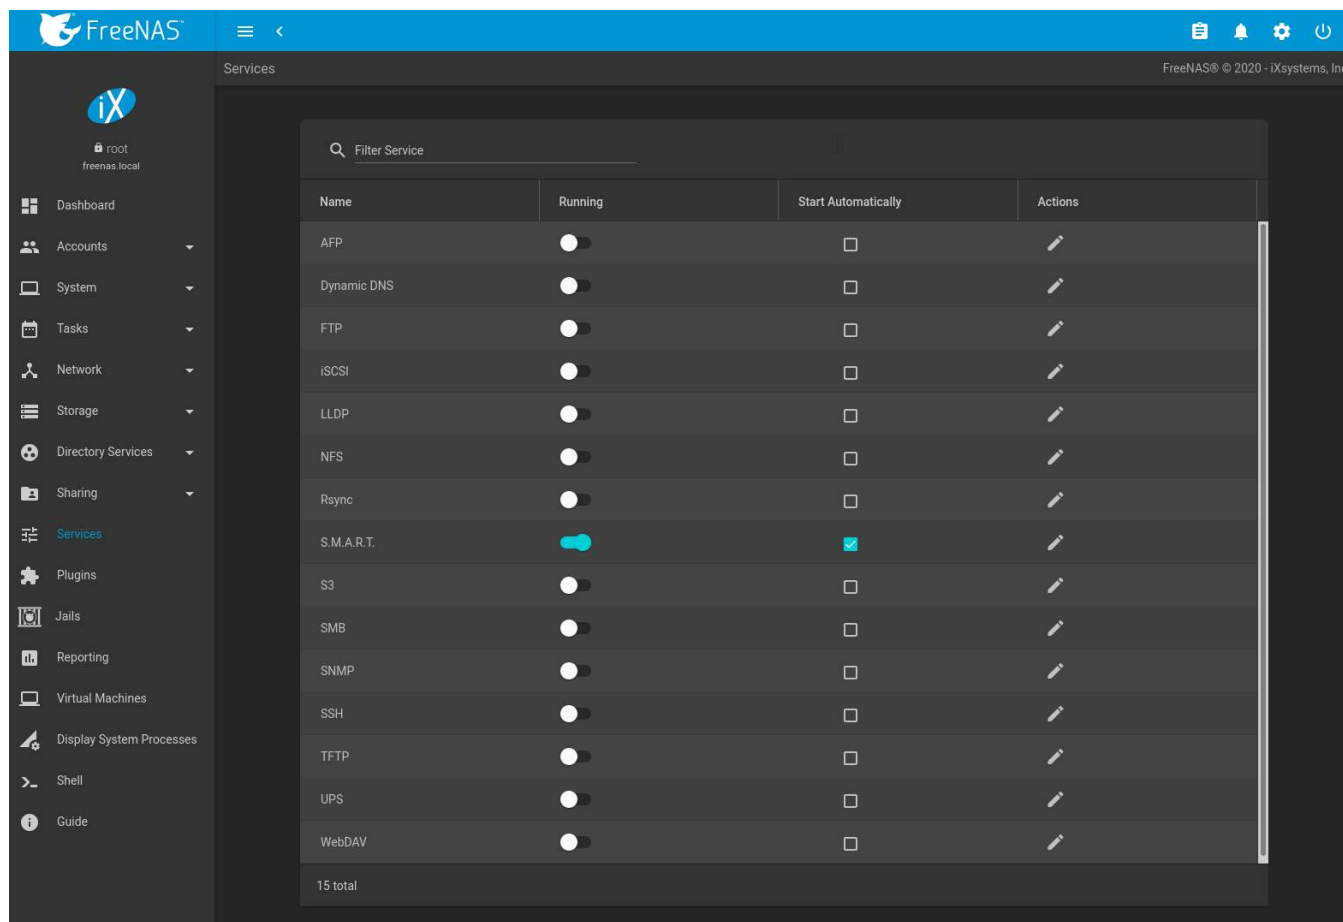 FreeNAS™
Services
FreeNAS® © 2020 - iXsystems, Inc
iX
root
freenas.local
Dashboard
Accounts
System
Tasks
Network
Storage
Directory Services
Sharing
Services
Plugins
Jails
Reporting
Virtual Machines
Display System Processes
Shell
Guide
Filter Service
Name Running Start Automatically Actions
AFP
Dynamic DNS
FTP
iSCSI
LLDP
NFS
Rsync
S.M.A.R.T.
S3
SMB
SNMP
SSH
TFTP
UPS
WebDAV
15 total